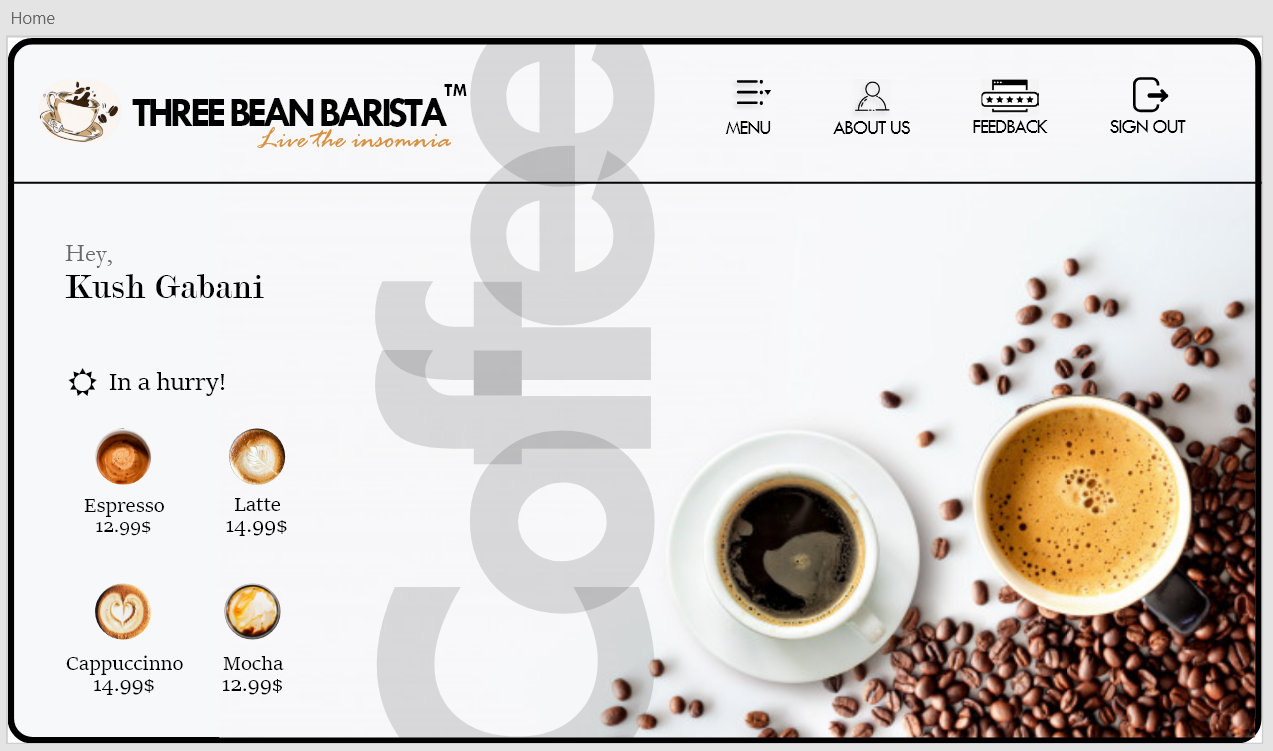 Home
THREE BEAN BARISTA™
Live the insomnia
MENU
ABOUT US
FEEDBACK
SIGN OUT
Hey,
Kush Gabani
In a hurry!
Espresso
12.99$
Latte
14.99$
Cappuccinno
14.99$
Mocha
12.99$
Coffee